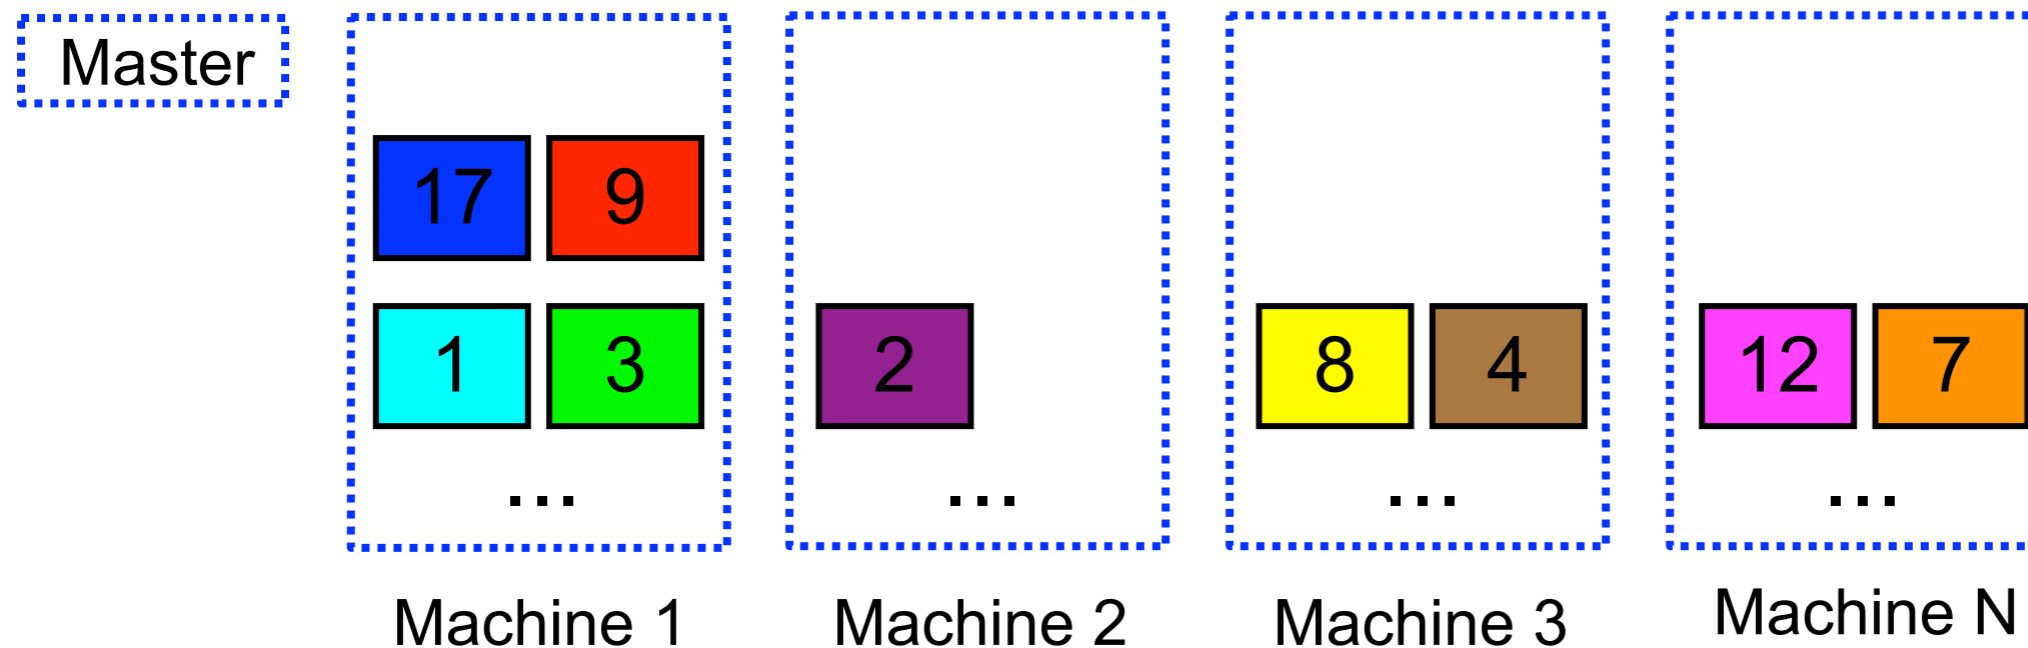 Master
17 9
1 3
2
8 4
12 7
...
...
...
...
Machine 1
Machine 2
Machine 3
Machine N